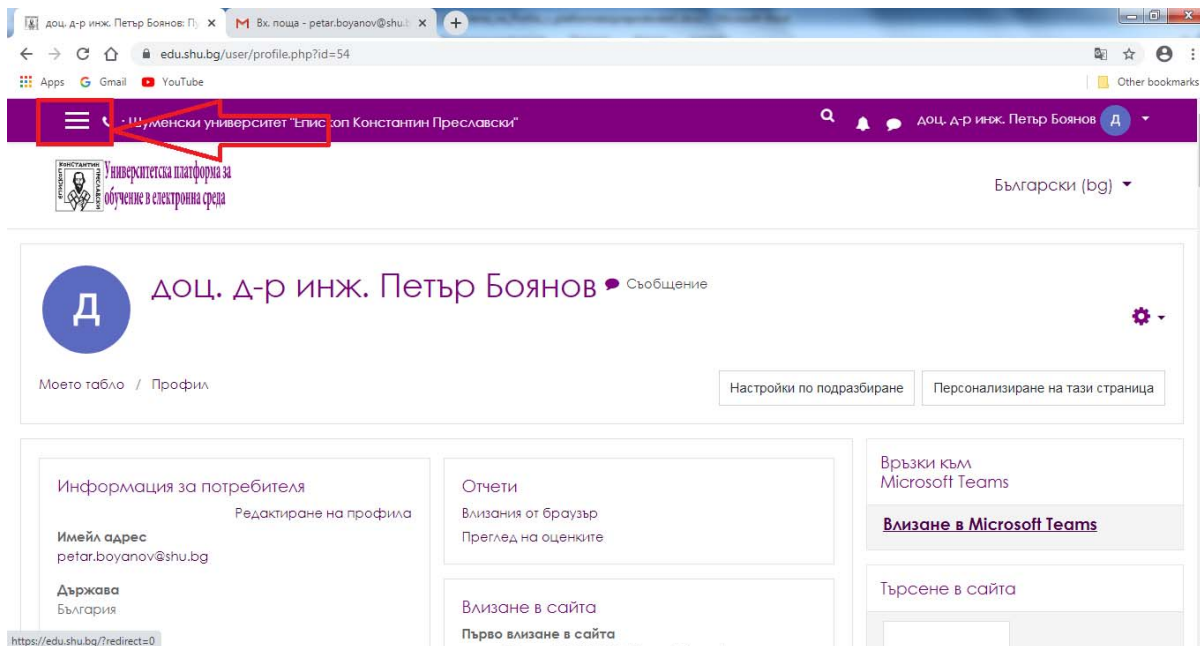 доц. д-р инж. Петър Боянов: П
Вх. поща - petar.boyanov@shu.b
edu.shu.bg/user/profile.php?id=54
Apps Gmail YouTube Other bookmarks
Шуменски университет "Епископ Константин Преславски"
доц. д-р инж. Петър Боянов Д
КОНСТАНТИН
Университетска платформа за
обучение в електронна среда
Български (bg)
Д
доц. д-р инж. Петър Боянов Съобщение
Моето табло / Профил
Настройки по подразбиране
Персонализиране на тази страница
Информация за потребителя
Редактиране на профила
Имейл адрес
petar.boyanov@shu.bg
Държава
България
Отчети
Влизания от браузър
Преглед на оценките
Влизане в сайта
Първо влизане в сайта
Връзки към
Microsoft Teams
Влизане в Microsoft Teams
Търсене в сайта
https://edu.shu.bg/?redirect=0